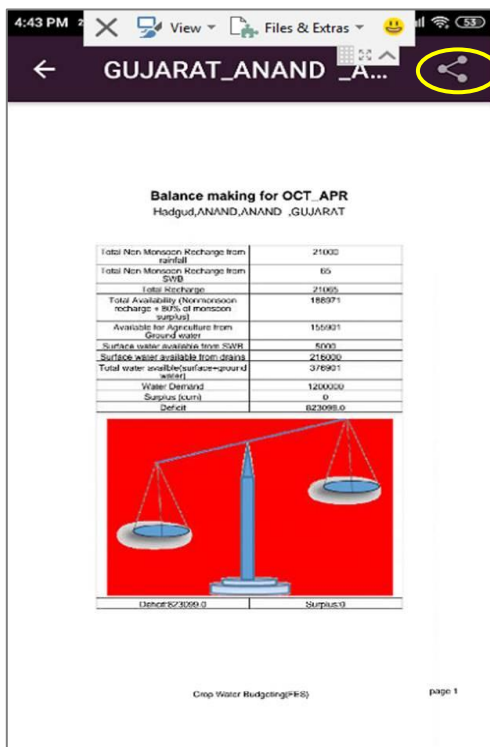 4:43 PM
View
Files & Extras
53
GUJARAT_ANAND _A...
Balance making for OCT_APR
Hadgud,ANAND,ANAND ,GUJARAT
Total Non Monsoon Recharge from rainfall 21000
Total Non Monsoon Recharge from SWB 65
Total Recharge 21065
Total Availability (Nonmonsoon recharge + 80% of monsoon surplus) 188971
Available for Agriculture from Ground water 155901
Surface water available from SWB 5000
Surface water available from drains 216000
Total water availble(surface+ground water) 376901
Water Demand 1200000
Surplus (cum) 0
Deficit 823099.0
Deficit:823099.0 Surplus:0
Crop Water Budgeting(FES) page 1